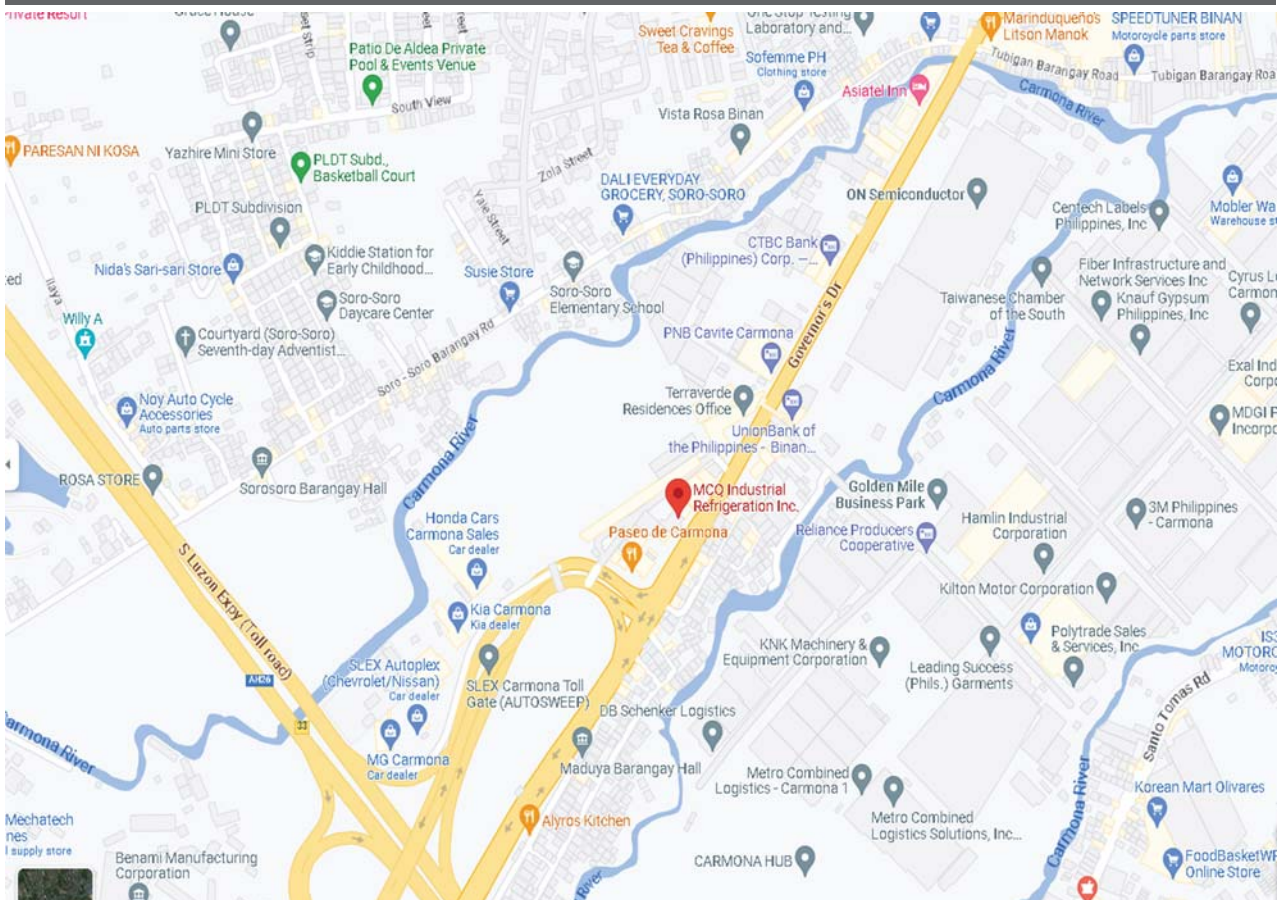 Private Resort
Grace House
Patio De Aldea Private
Pool & Events Venue
South View
Sweet Cravings
Tea & Coffee
One Stop Testing
Laboratory and...
Sofemme PH
Clothing store
Marinduqueño's
Litson Manok
SPEEDTUNER BINAN
Motorcycle parts store
Tubigan Barangay Road
Tubigan Barangay Roa
Asiatel Inn
Carmona River
Vista Rosa Binan
PARESAN NI KOSA
Yazhire Mini Store
PLDT Subd.,
Basketball Court
Zola Street
Yale Street
DALI EVERYDAY
GROCERY, SORO-SORO
ON Semiconductor
Centech Labels
Philippines, Inc
Mobler Wa
Warehouse st
PLDT Subdivision
Kiddie Station for
Early Childhood...
CTBC Bank
(Philippines) Corp. –...
Nida's Sari-sari Store
Susie Store
Soro-Soro
Elementary School
Soro-Soro
Daycare Center
Fiber Infrastructure and
Network Services Inc
Knauf Gypsum
Philippines, Inc
Cyrus L
Carmon
Taiwanese Chamber
of the South
Ilaya
Willy A
Courtyard (Soro-Soro)
Seventh-day Adventist...
Soro - Soro Barangay Rd
PNB Cavite Carmona
Governor's Dr
Carmona River
Exal Ind
Corp
Noy Auto Cycle
Accessories
Auto parts store
Terraverde
Residences Office
UnionBank of
the Philippines - Binan...
MDGI P
Incorpo
ROSA STORE
Sorosoro Barangay Hall
Carmona River
MCQ Industrial
Refrigeration Inc.
Golden Mile
Business Park
3M Philippines
- Carmona
Honda Cars
Carmona Sales
Car dealer
Paseo de Carmona
Reliance Producers
Cooperative
Hamlin Industrial
Corporation
S Luzon Expy (Toll road)
Kia Carmona
Kia dealer
Kilton Motor Corporation
Polytrade Sales
& Services, Inc
KNK Machinery &
Equipment Corporation
Leading Success
(Phils.) Garments
MOTORC
Motorc
AH26
SLEX Autoplex
(Chevrolet/Nissan)
Car dealer
SLEX Carmona Toll
Gate (AUTOSWEEP)
DB Schenker Logistics
Santo Tomas Rd
33
Carmona River
MG Carmona
Car dealer
Maduya Barangay Hall
Metro Combined
Logistics - Carmona 1
Metro Combined
Logistics Solutions, Inc...
Korean Mart Olivares
Mechatech
nes
l supply store
Alyros Kitchen
Carmona River
Benami Manufacturing
Corporation
CARMONA HUB
FoodBasketWF
Online Store
River